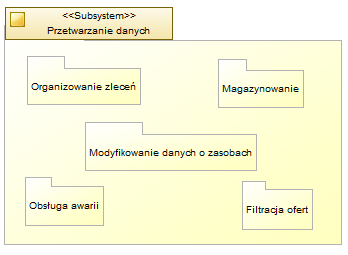 <<Subsystem>>
Przetwarzanie danych
Organizowanie zleceń
Magazynowanie
Modyfikowanie danych o zasobach
Obsługa awarii
Filtracja ofert